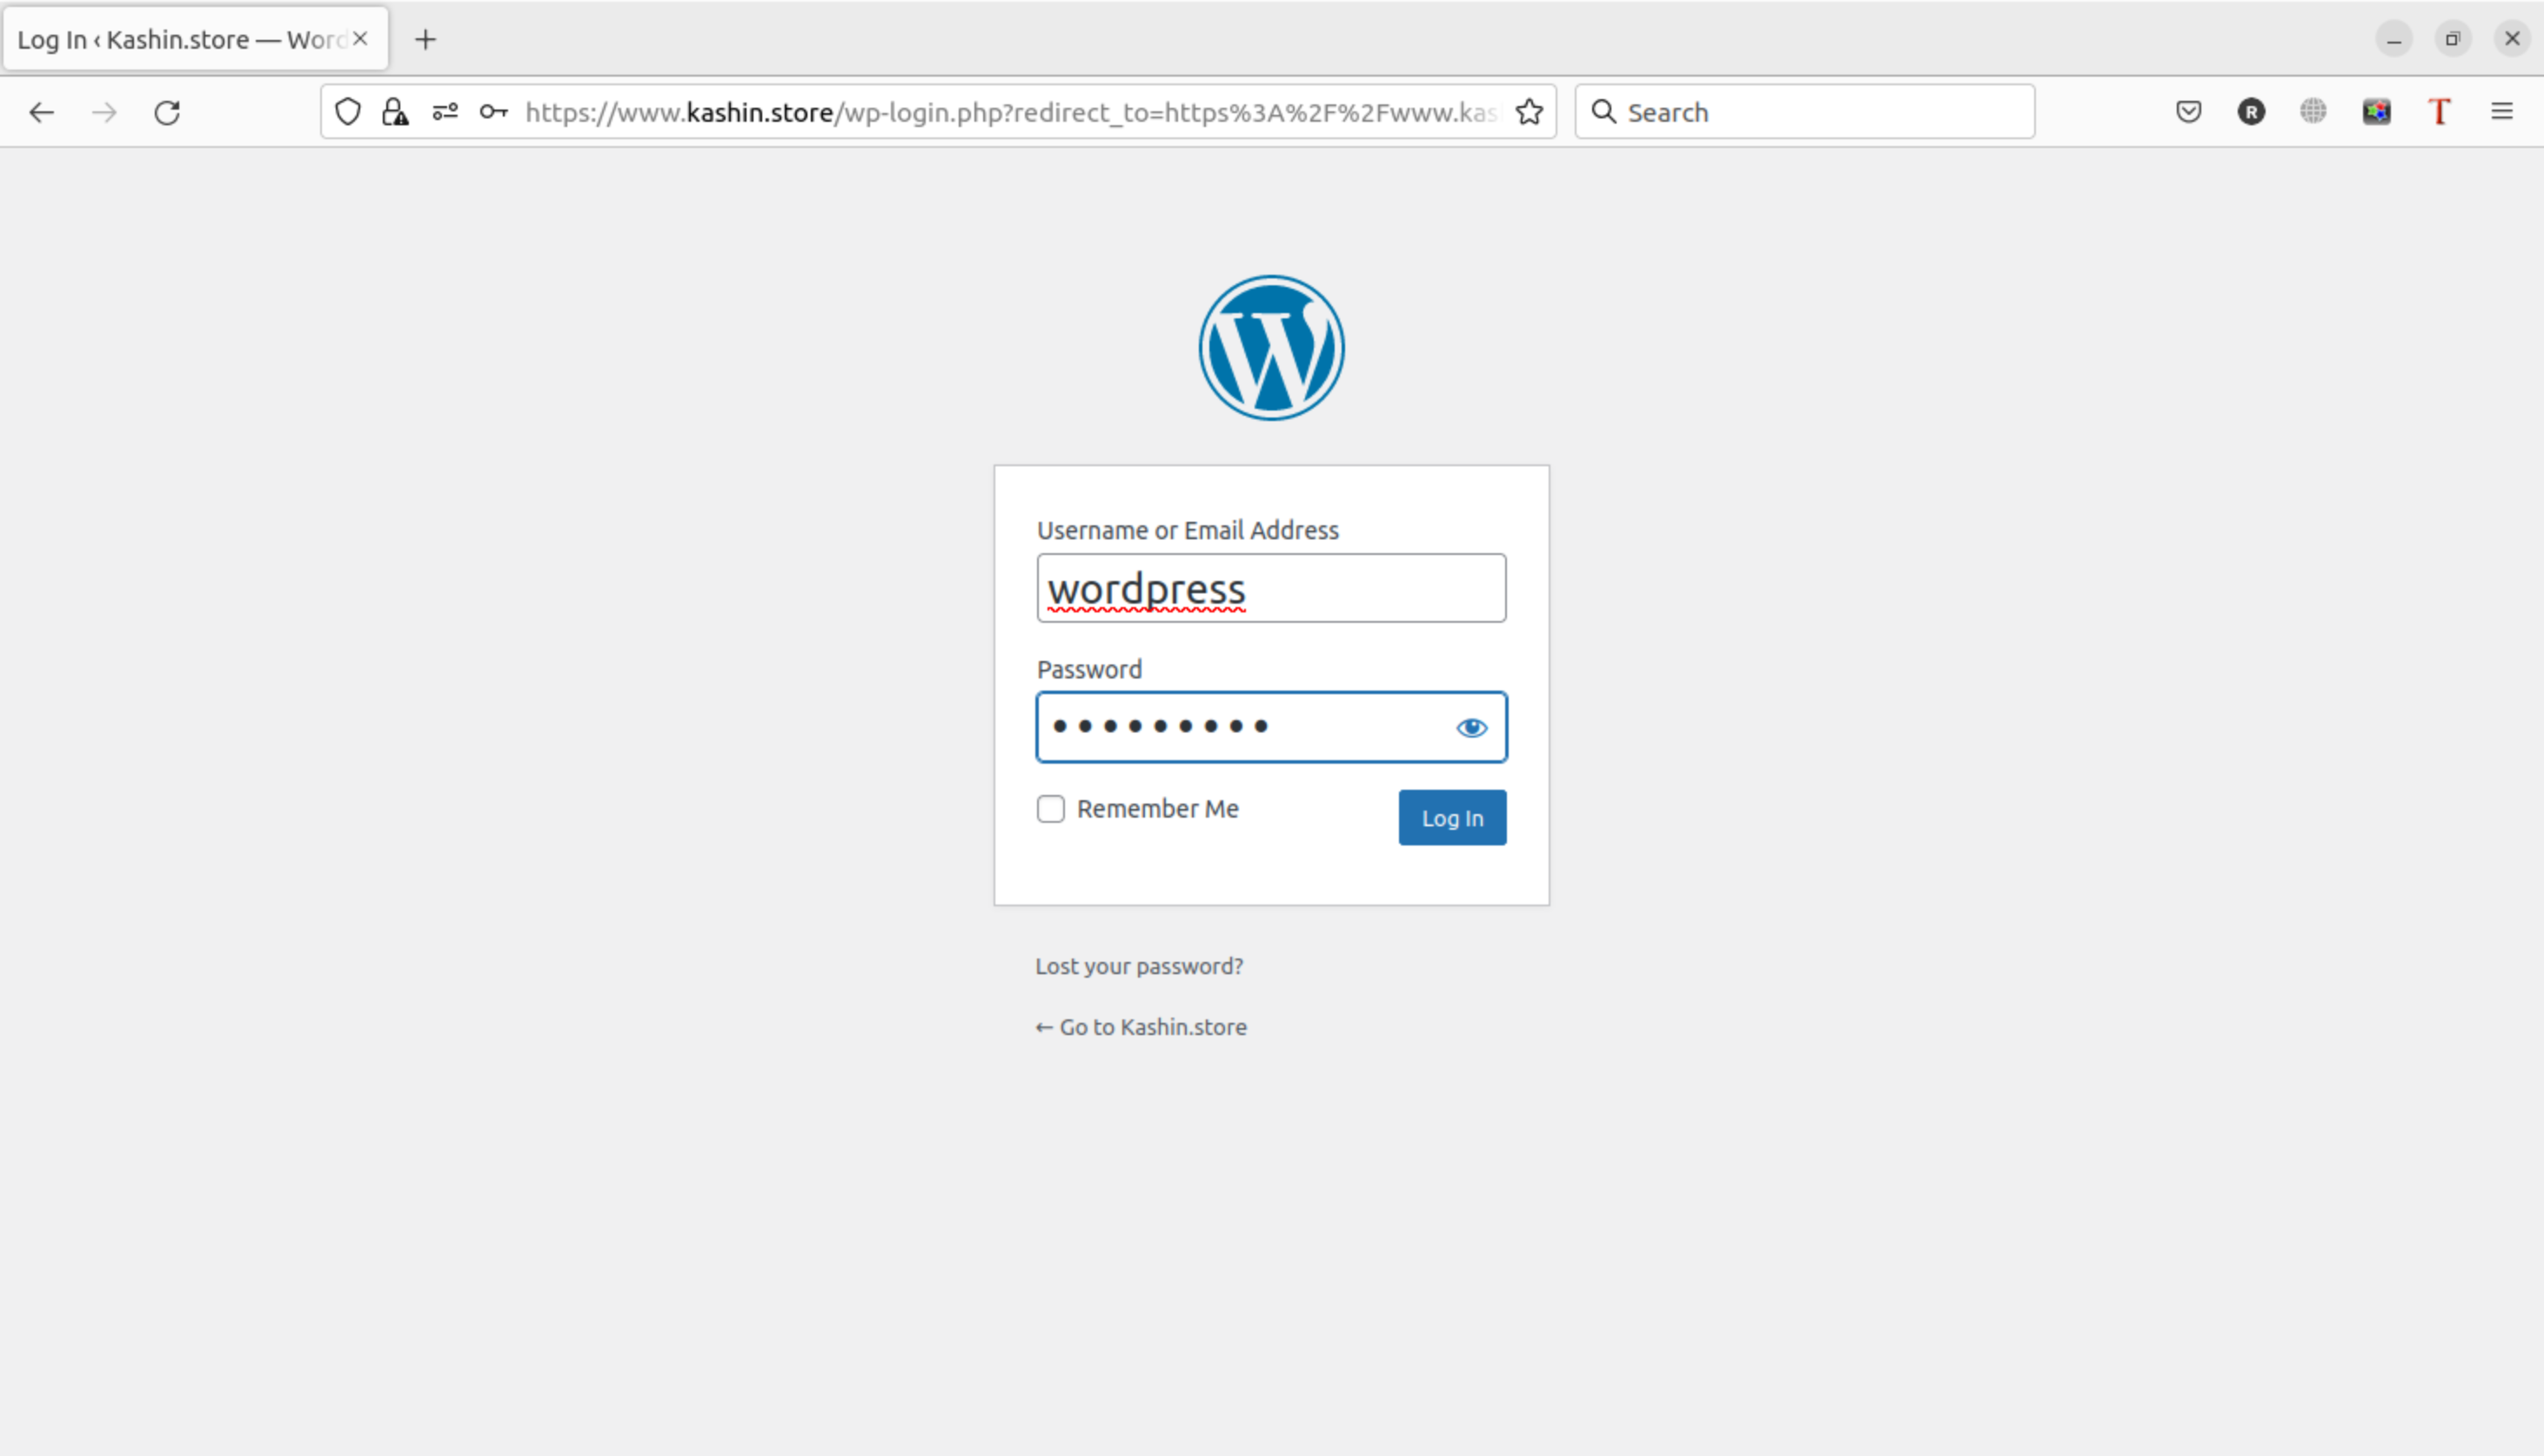 Log In ‹ Kashin.store — Word
https://www.kashin.store/wp-login.php?redirect_to=https%3A%2F%2Fwww.kas
Search
R
T
W
Username or Email Address
wordpress
Password
•••••••••
Remember Me
Log In
Lost your password?
← Go to Kashin.store